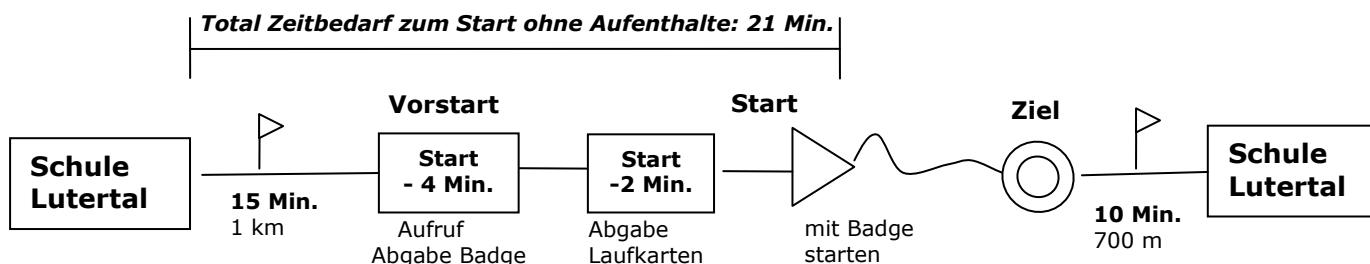 Total Zeitbedarf zum Start ohne Aufenthalte: 21 Min.
Vorstart
Start
Ziel
Schule
Lutertal
15 Min.
1 km
Start
- 4 Min.
Aufruf
Abgabe Badge
Start
-2 Min.
Abgabe
Laufkarten
mit Badge
starten
10 Min.
700 m
Schule
Lutertal